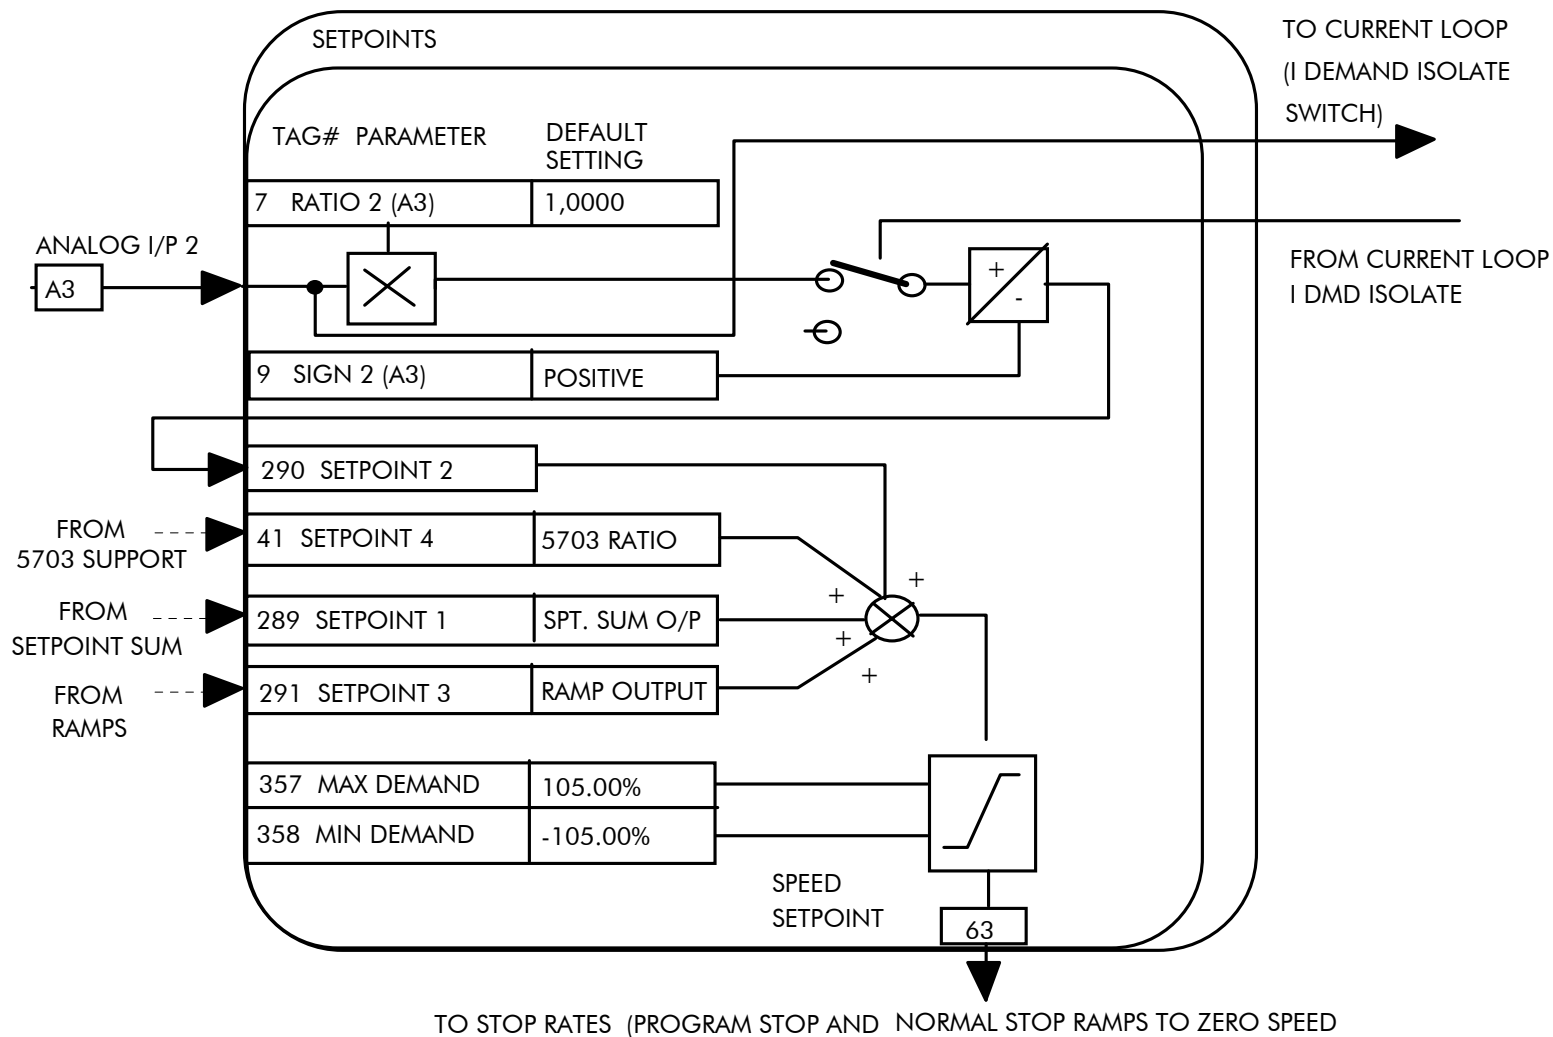 SETPOINTS
TO CURRENT LOOP
(I DEMAND ISOLATE
SWITCH)
TAG# PARAMETER
DEFAULT
SETTING
7 RATIO 2 (A3)
1,0000
ANALOG I/P 2
A3
+
-
FROM CURRENT LOOP
I DMD ISOLATE
9 SIGN 2 (A3)
POSITIVE
290 SETPOINT 2
FROM
5703 SUPPORT
41 SETPOINT 4
5703 RATIO
+
+
FROM
SETPOINT SUM
289 SETPOINT 1
SPT. SUM O/P
+
+
FROM
RAMPS
291 SETPOINT 3
RAMP OUTPUT
357 MAX DEMAND
105.00%
358 MIN DEMAND
-105.00%
SPEED
SETPOINT
63
TO STOP RATES (PROGRAM STOP AND NORMAL STOP RAMPS TO ZERO SPEED